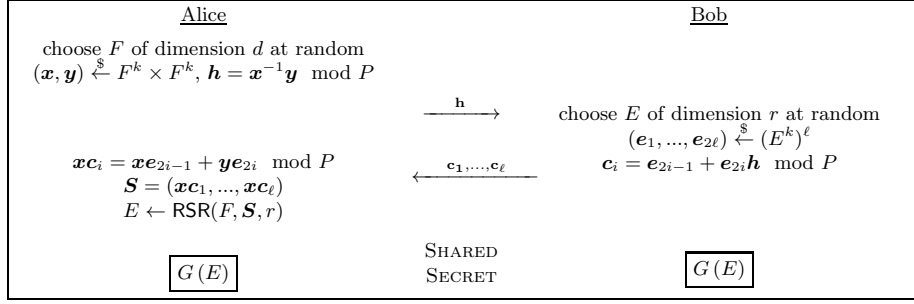 Alice
Bob
choose F of dimension d at random
(x, y) $← F^k × F^k, h = x^{-1}y mod P
h
choose E of dimension r at random
(e_1, ..., e_{2ℓ}) $← (E^k)^ℓ
xc_i = xe_{2i−1} + ye_{2i} mod P
c_1,...,c_ℓ
c_i = e_{2i−1} + e_{2i}h mod P
S = (xc_1, ..., xc_ℓ)
E ← RSR(F, S, r)
G (E)
SHARED
SECRET
G (E)